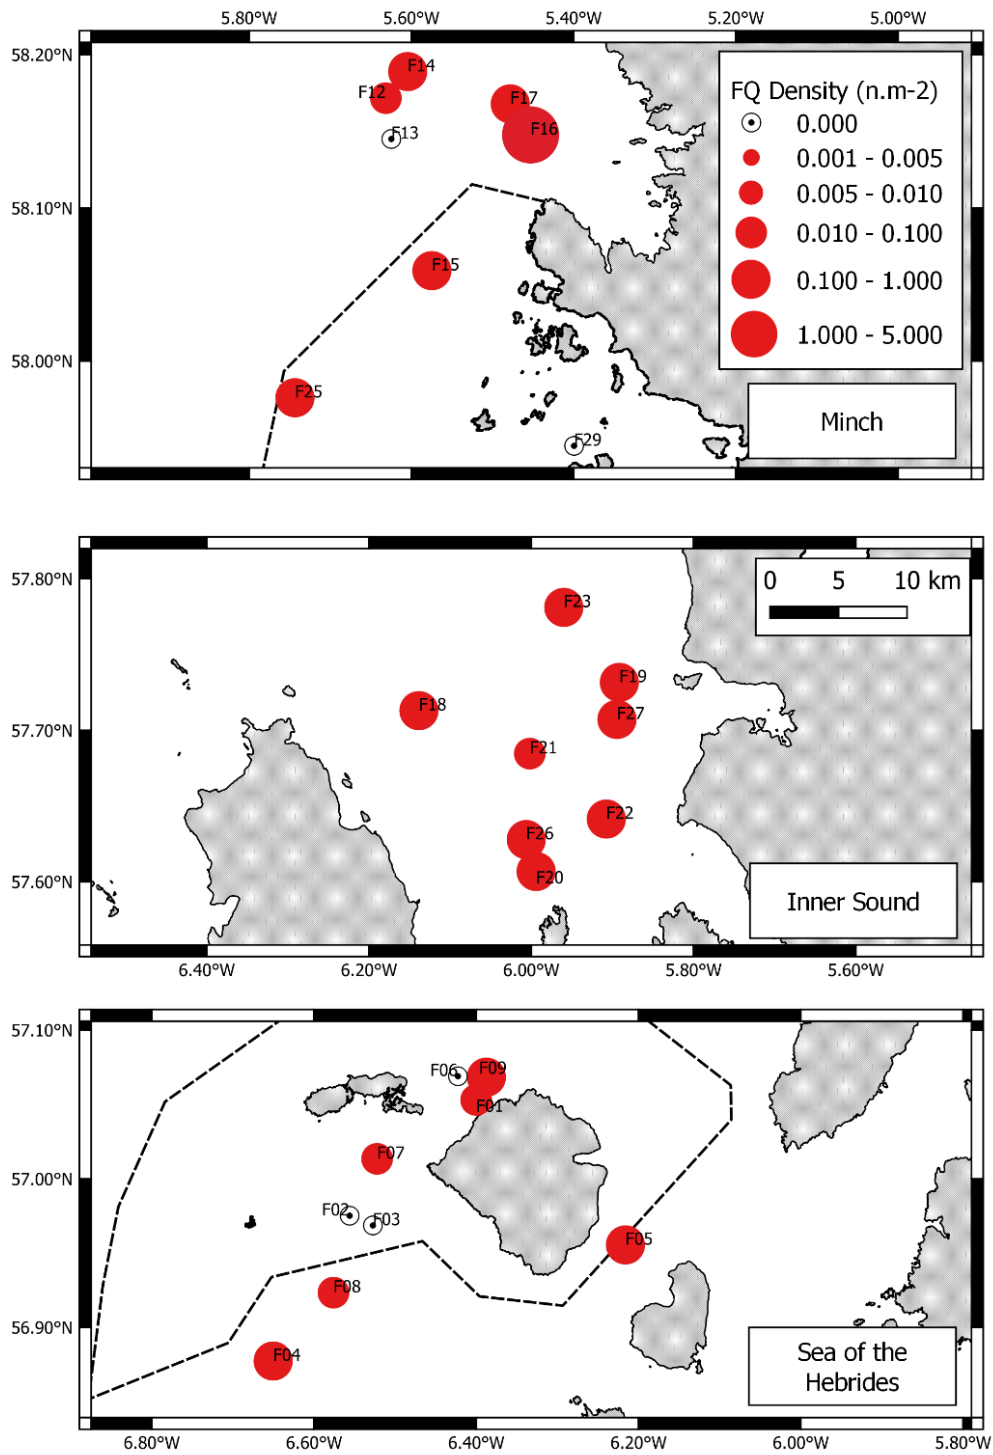 5.80°W 5.60°W 5.40°W 5.20°W 5.00°W
58.20°N
58.10°N
58.00°N
F14
F12
F13
F17
F16
F15
F25
F29
FQ Density (n.m-2)
0.000
0.001 - 0.005
0.005 - 0.010
0.010 - 0.100
0.100 - 1.000
1.000 - 5.000
Minch
57.80°N
57.70°N
57.60°N
0 5 10 km
F23
F19
F18
F27
F21
F22
F26
F20
Inner Sound
6.40°W 6.20°W 6.00°W 5.80°W 5.60°W
57.10°N
57.00°N
56.90°N
F06
F09
F01
F07
F02
F03
F05
F08
F04
Sea of the
Hebrides
6.80°W 6.60°W 6.40°W 6.20°W 6.00°W 5.80°W